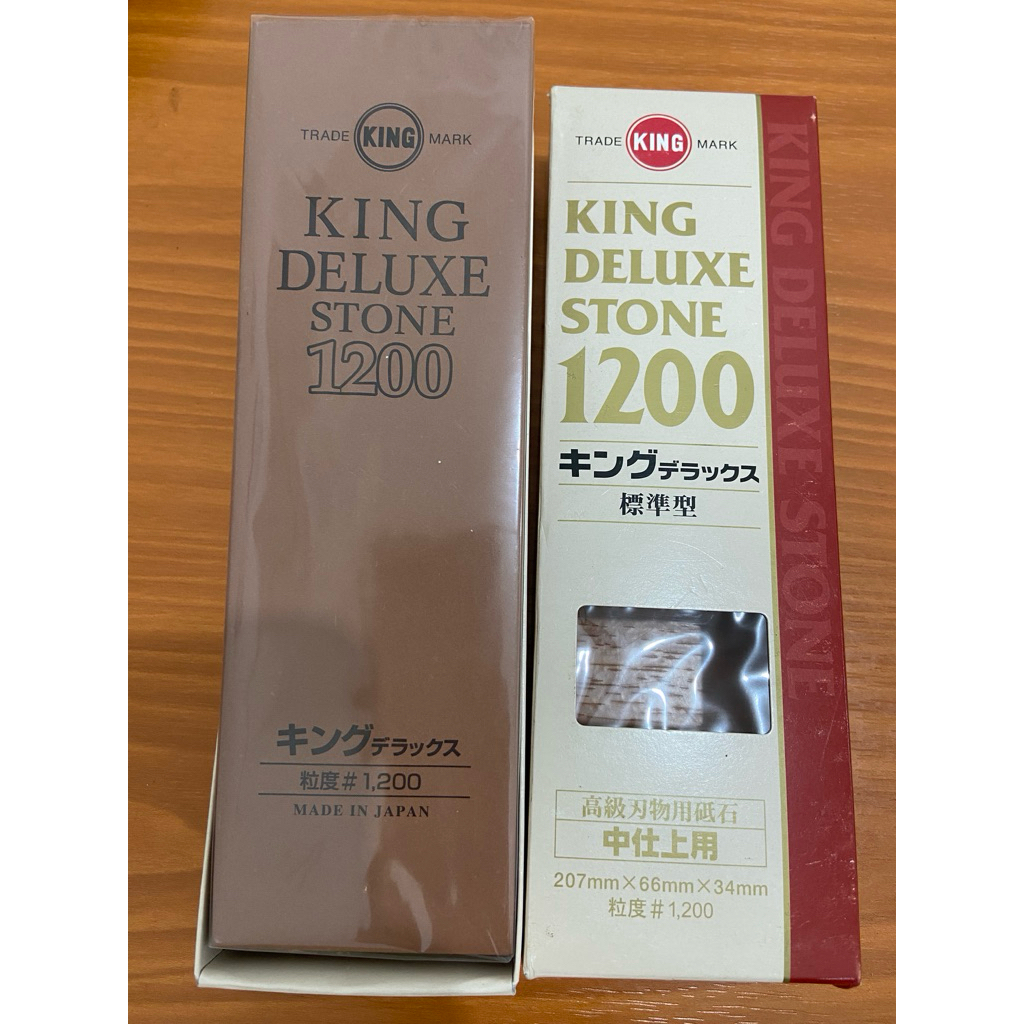 TRADE KING MARK
KING
DELUXE
STONE
1200
キングデラックス
粒度#1,200
MADE IN JAPAN
TRADE KING MARK
KING
DELUXE
STONE
1200
キングデラックス
標準型
高級刃物用砥石
中仕上用
207mm×66mm×34mm
粒度#1,200
KING DELUXE STONE